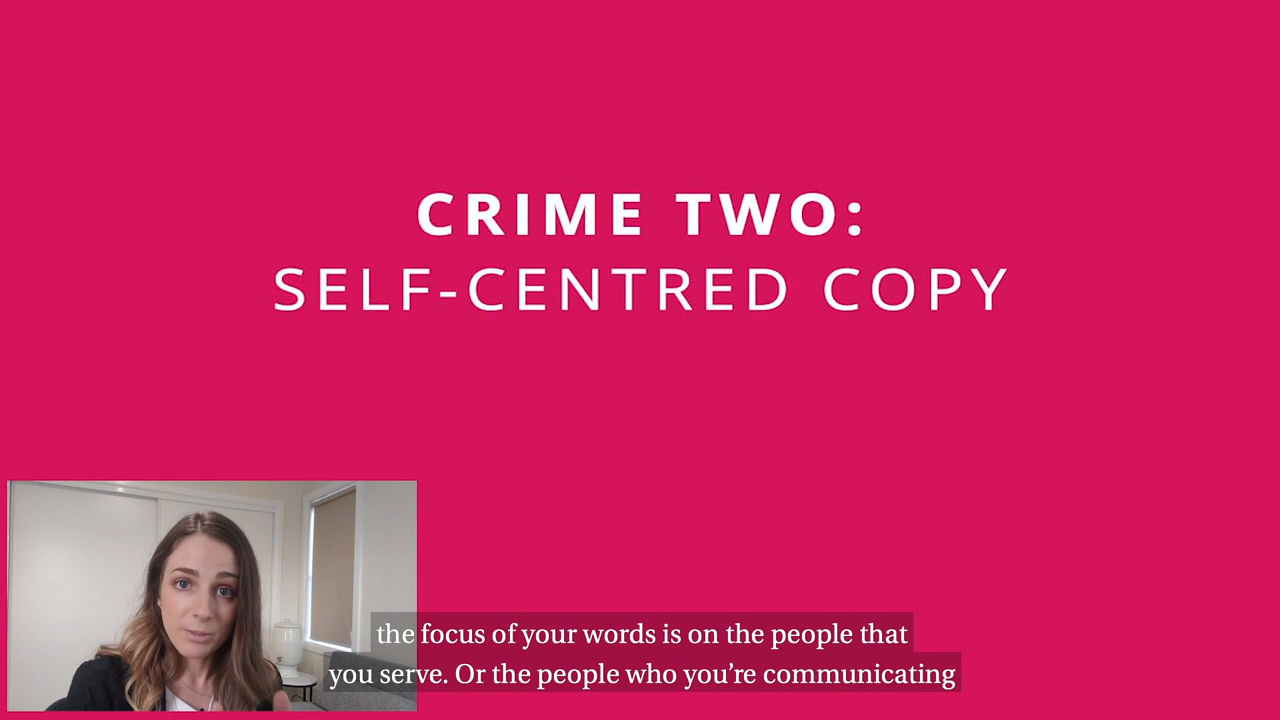 CRIME TWO:
SELF-CENTRED COPY
the focus of your words is on the people that
you serve. Or the people who you’re communicating